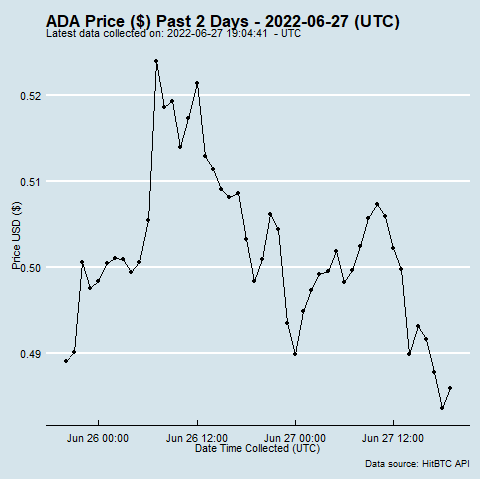 ADA Price ($) Past 2 Days - 2022-06-27 (UTC)
Latest data collected on: 2022-06-27 19:04:41  - UTC
0.52
0.51
0.50
0.49
Price USD ($)
Jun 26 00:00
Jun 26 12:00
Jun 27 00:00
Jun 27 12:00
Date Time Collected (UTC)
Data source: HitBTC API